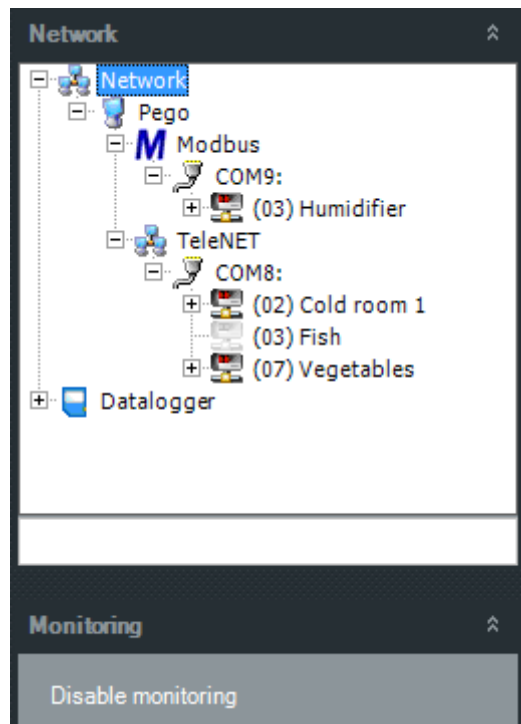 Network
Network
Pego
M Modbus
COM9:
(03) Humidifier
TeleNET
COM8:
(02) Cold room 1
(03) Fish
(07) Vegetables
Datalogger
Monitoring
Disable monitoring